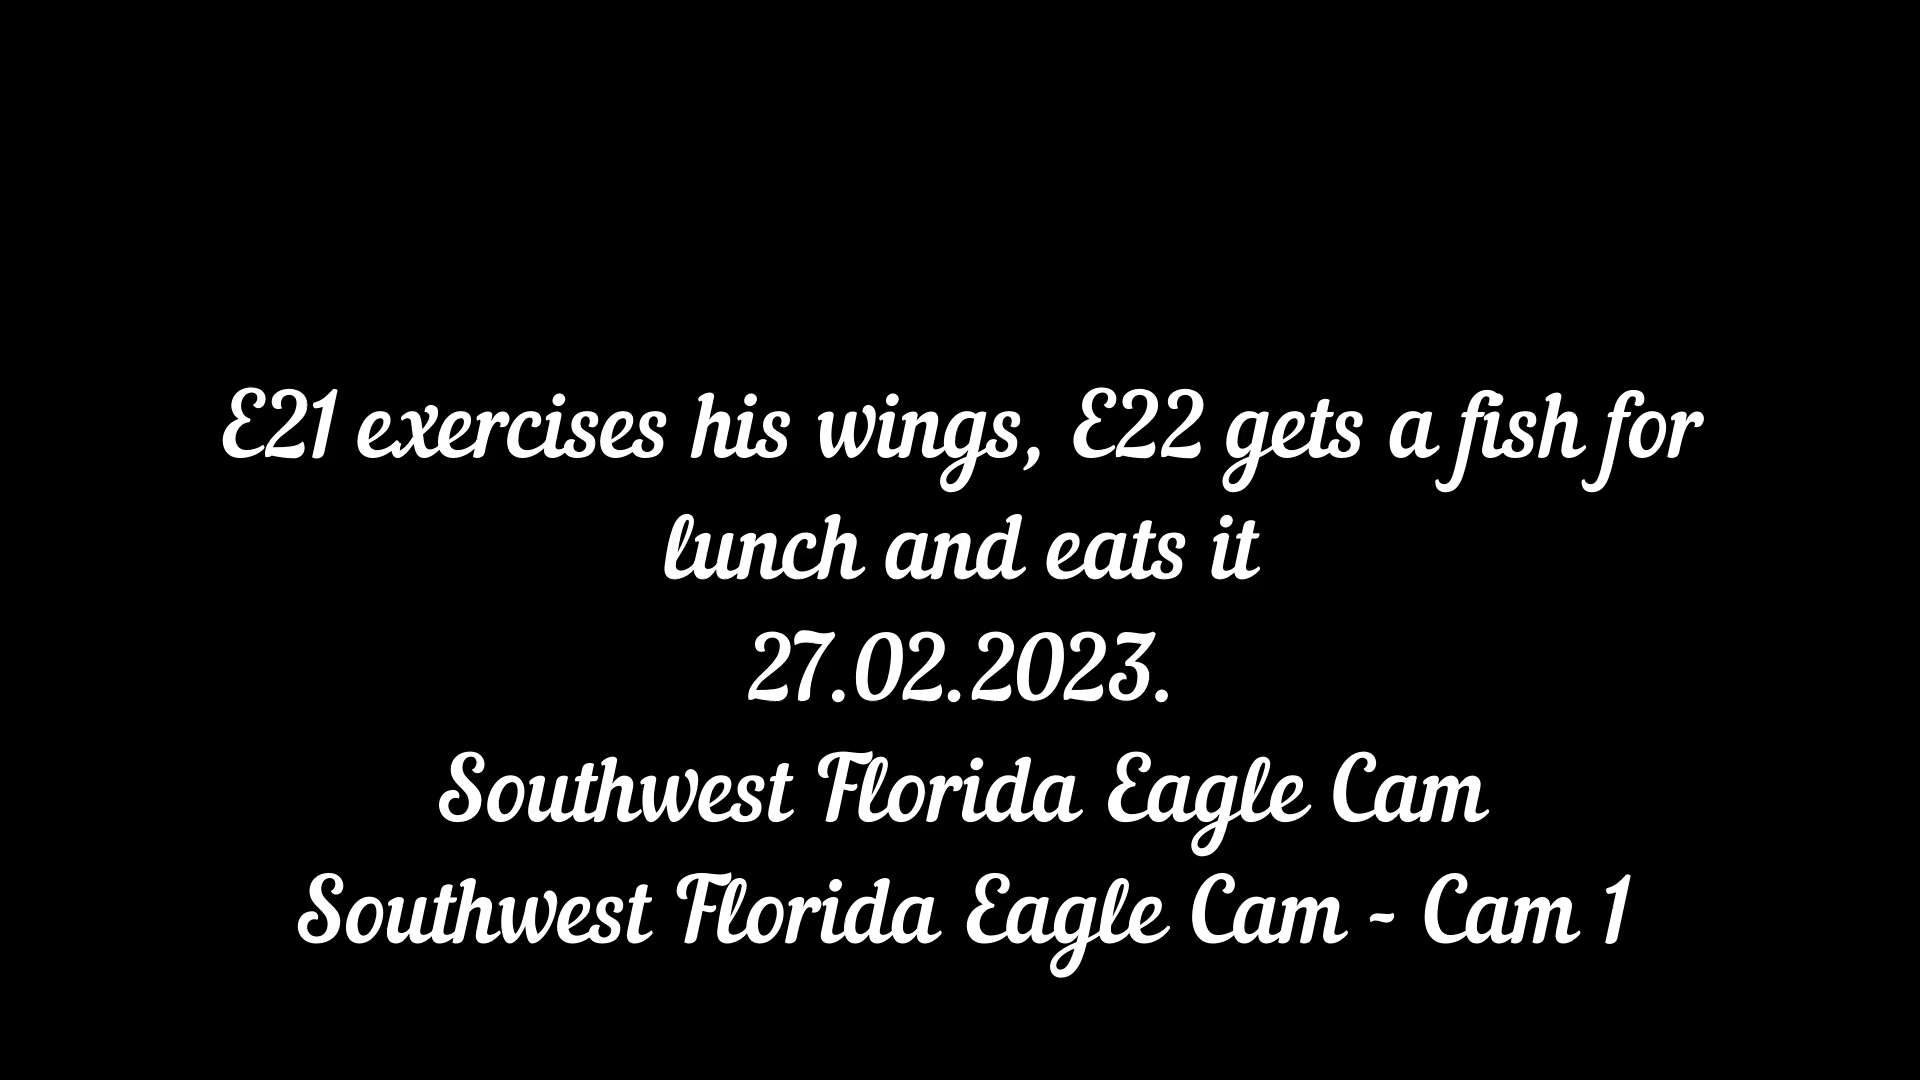 E21 exercises his wings, E22 gets a fish for
lunch and eats it
27.02.2023.
Southwest Florida Eagle Cam
Southwest Florida Eagle Cam - Cam 1